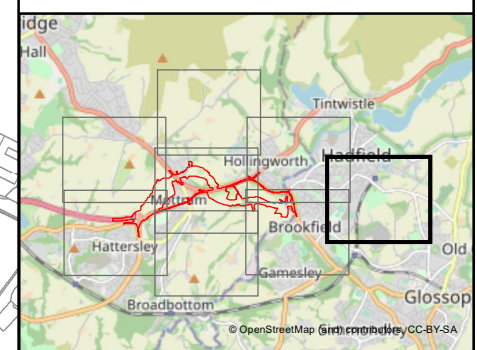 idge
Hall
Tintwistle
Hollingworth
Hadfield
Mottram
Brookfield
Hattersley
Old
Gamesley
Glossop
Broadbottom
© OpenStreetMap (and) contributors, CC-BY-SA